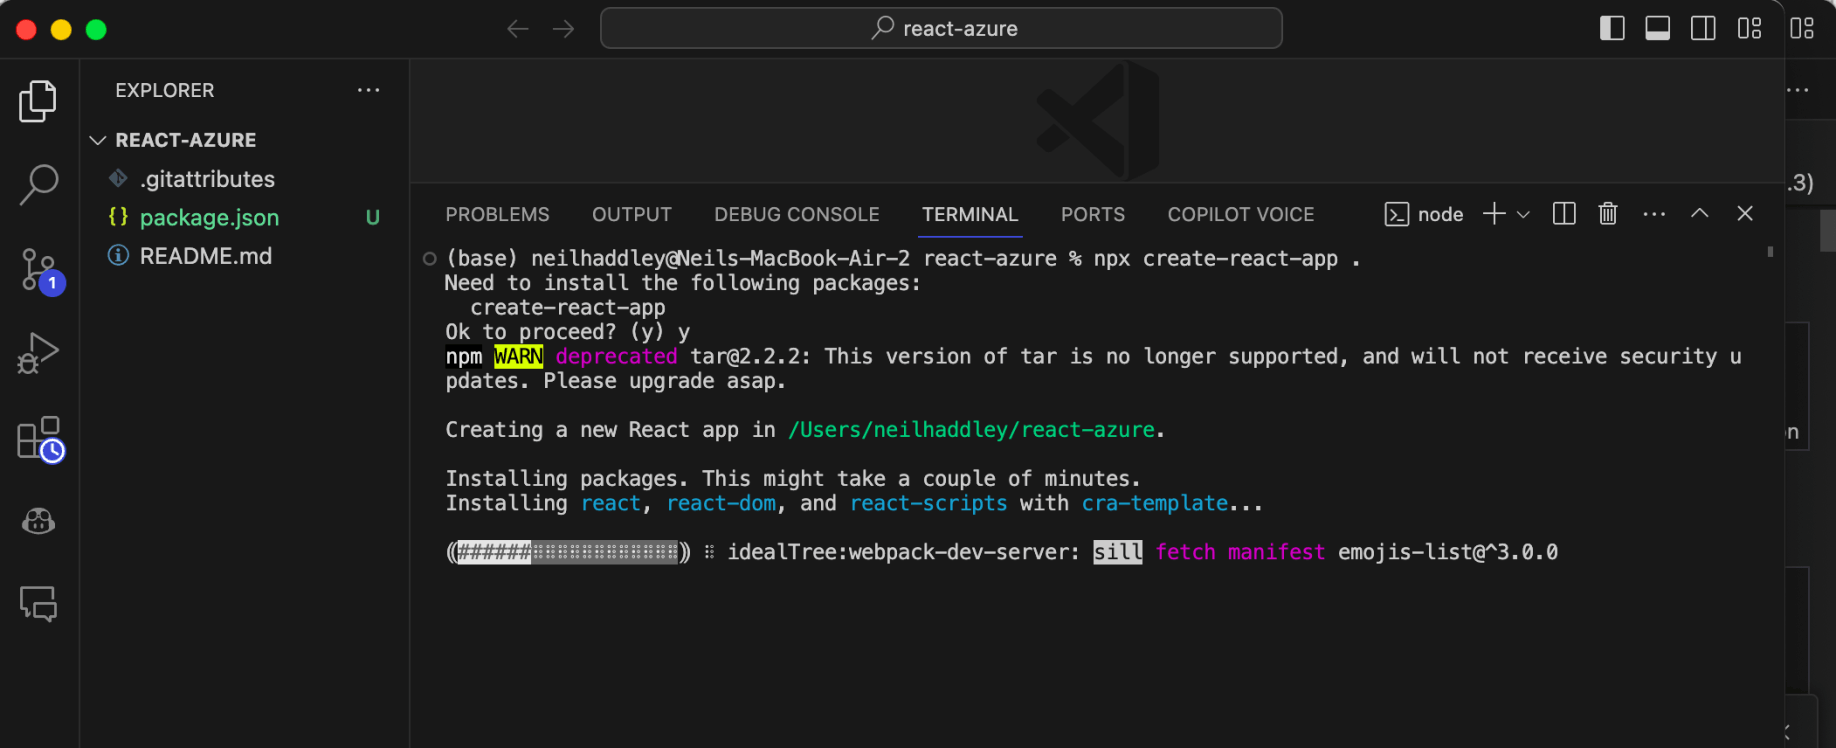 react-azure
EXPLORER
REACT-AZURE
.gitattributes
package.json U
README.md
1
PROBLEMS OUTPUT DEBUG CONSOLE TERMINAL PORTS COPILOT VOICE node
(base) neilhaddley@Neils-MacBook-Air-2 react-azure % npx create-react-app .
Need to install the following packages:
create-react-app
Ok to proceed? (y) y
npm WARN deprecated tar@2.2.2: This version of tar is no longer supported, and will not receive security u
pdates. Please upgrade asap.
Creating a new React app in /Users/neilhaddley/react-azure.
Installing packages. This might take a couple of minutes.
Installing react, react-dom, and react-scripts with cra-template...
(######⠂⠂⠂⠂⠂⠂⠂⠂⠂⠂⠂⠂) ⠿ idealTree:webpack-dev-server: sill fetch manifest emojis-list@^3.0.0
.3)
n